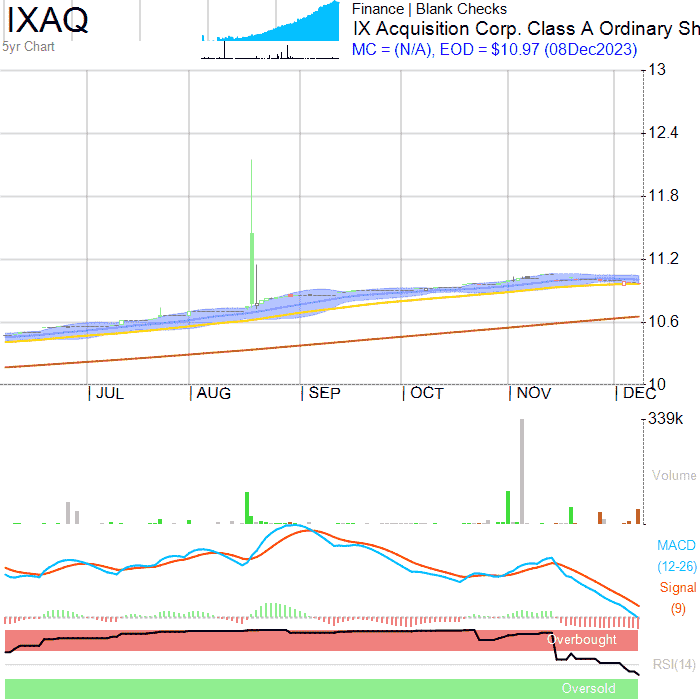 IXAQ
5yr Chart
Finance | Blank Checks
IX Acquisition Corp. Class A Ordinary Sh
MC = (N/A), EOD = $10.97 (08Dec2023)
13
12.4
11.8
11.2
10.6
10
JUL AUG SEP OCT NOV DEC
339k
Volume
MACD
(12-26)
Signal
(9)
Overbought
RSI(14)
Oversold